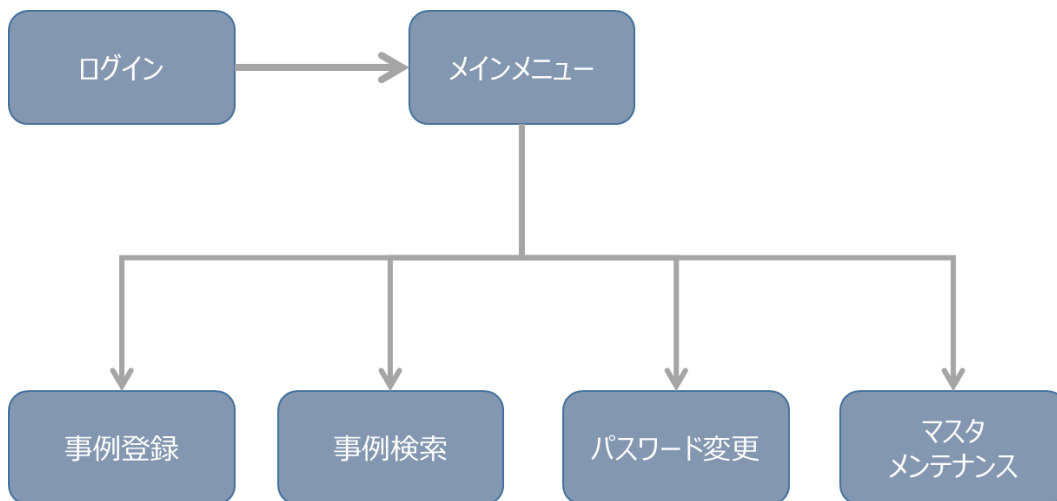 ログイン
メインメニュー
事例登録
事例検索
パスワード変更
マスタ
メンテナンス